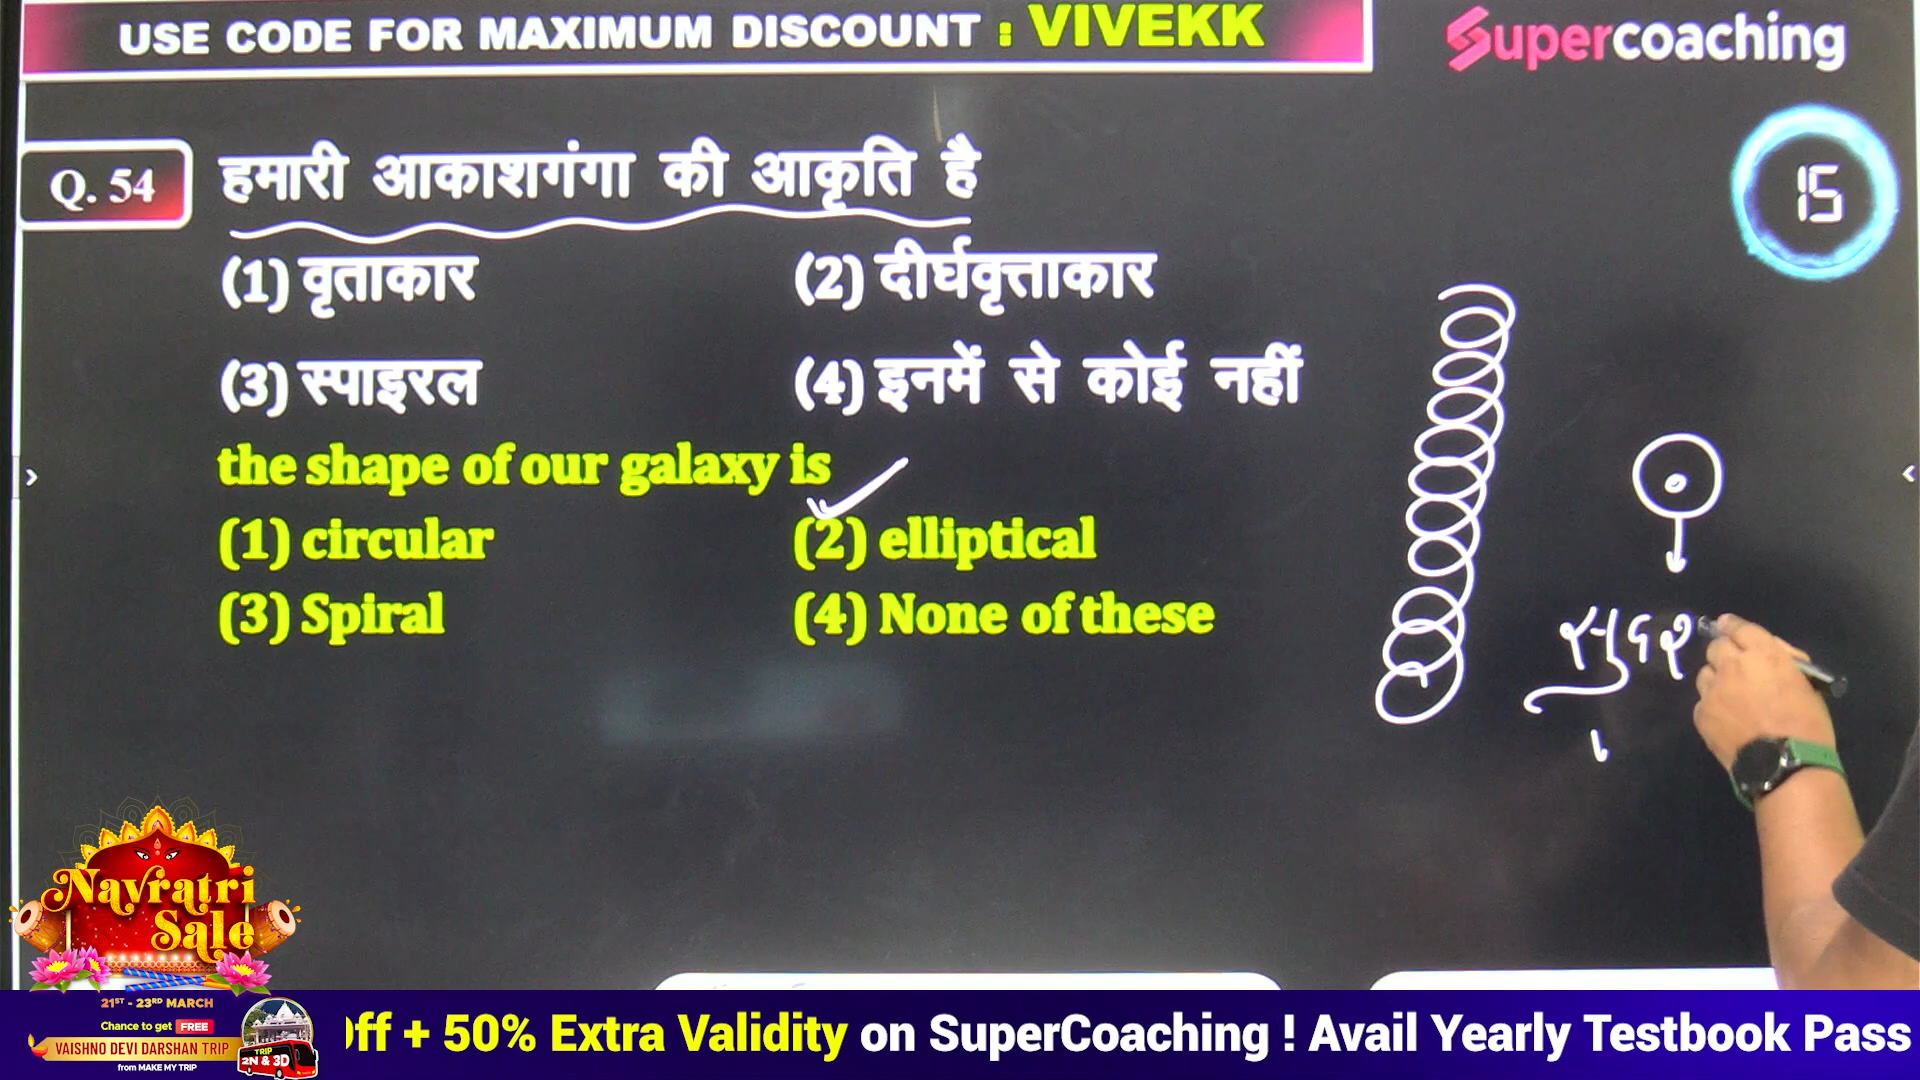 USE CODE FOR MAXIMUM DISCOUNT : VIVEKK
Supercoaching
15
Q. 54 हमारी आकाशगंगा की आकृति है
(1) वृताकार (2) दीर्घवृत्ताकार
(3) स्पाइरल (4) इनमें से कोई नहीं
the shape of our galaxy is
(1) circular (2) elliptical
(3) Spiral (4) None of these
Navratri
Sale
21ST - 23RD MARCH
Chance to get FREE
VAISHNO DEVI DARSHAN TRIP
from MAKE MY TRIP
TRIP
2N & 3D
Off + 50% Extra Validity on SuperCoaching ! Avail Yearly Testbook Pass